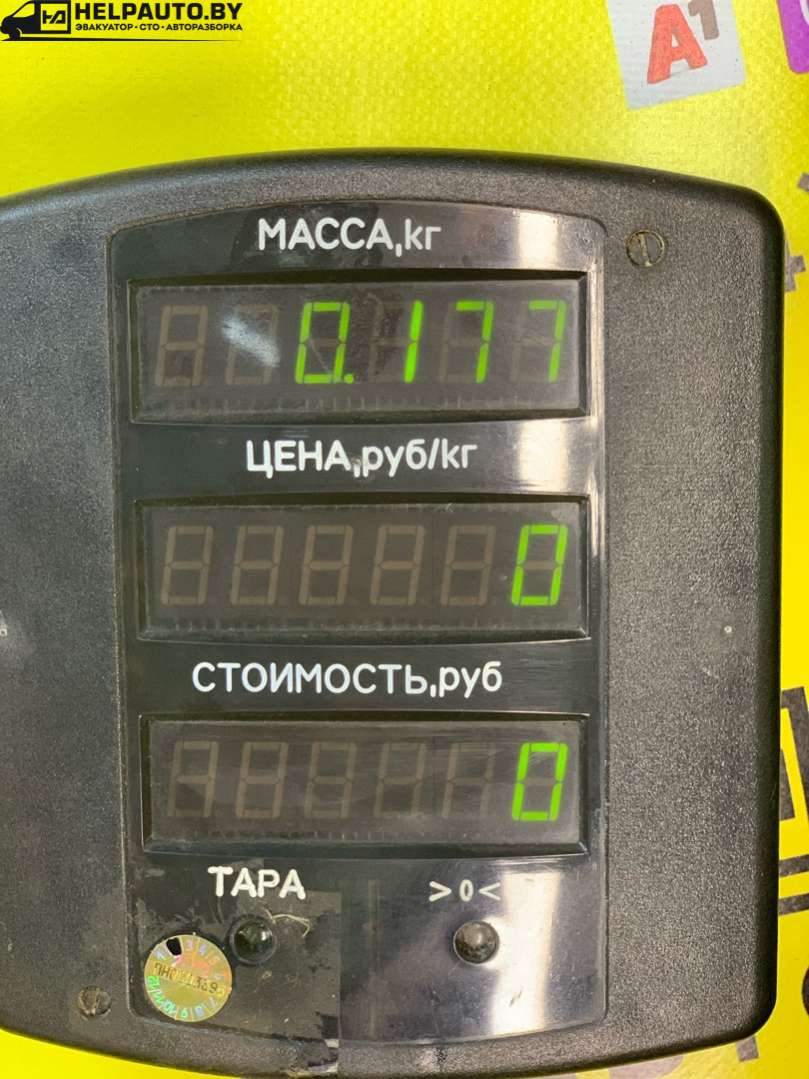 HELPAUTO.BY
ЭВАКУАТОР • СТО • АВТОРАЗБОРКА
A1
МАССА,кг
0.177
ЦЕНА,руб/кг
0
СТОИМОСТЬ,руб
0
ТАРА >0<